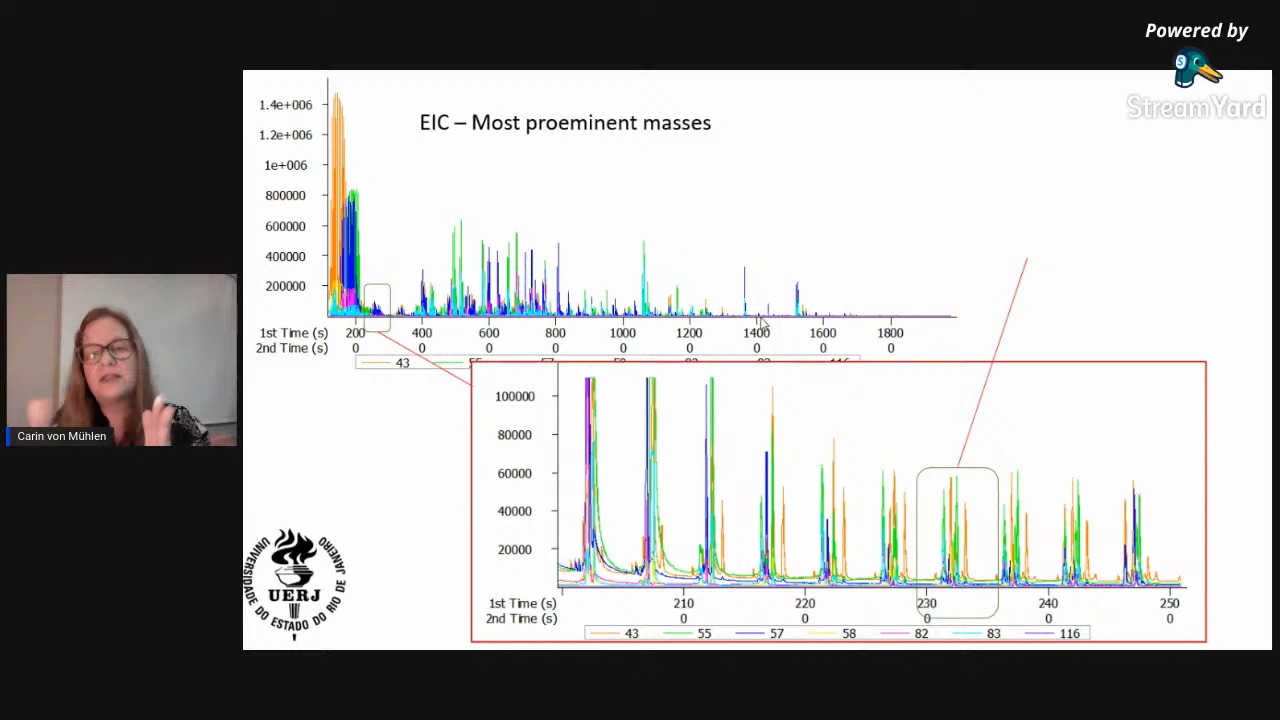 Powered by
StreamYard
EIC – Most proeminent masses
1.4e+006
1.2e+006
1e+006
800000
600000
400000
200000
1st Time (s) 200 400 600 800 1000 1200 1400 1600 1800
2nd Time (s) 0 0 0 0 0 0 0 0 0
43
100000
80000
60000
40000
20000
1st Time (s) 210 220 230 240 250
2nd Time (s) 0 0 0 0 0
43 55 57 58 82 83 116
Carin von Mühlen
UERJ
UNIVERSIDADE DO ESTADO DO RIO DE JANEIRO